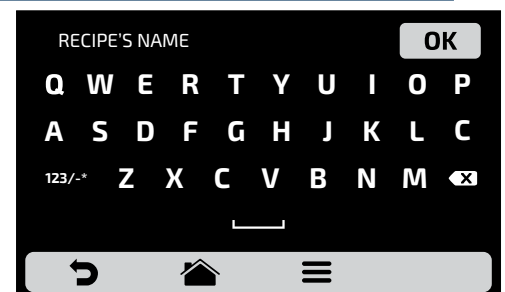 RECIPE'S NAME OK
Q W E R T Y U I O P
A S D F G H J K L C
123/-* Z X C V B N M X